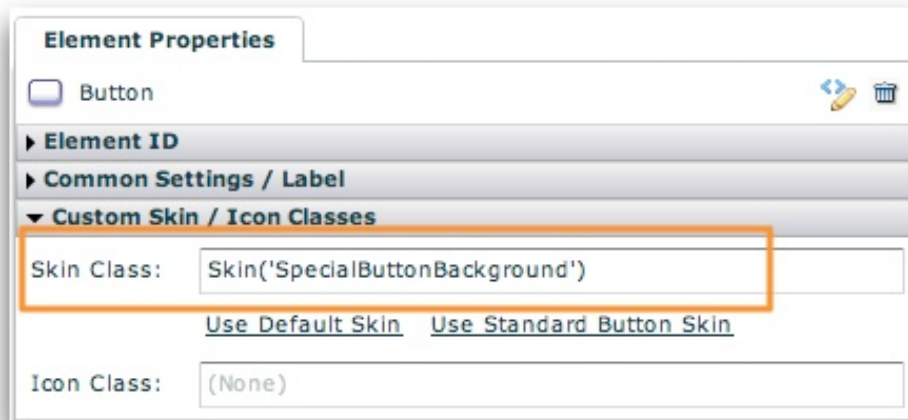 Element Properties
Button
Element ID
Common Settings / Label
Custom Skin / Icon Classes
Skin Class: Skin('SpecialButtonBackground')
Use Default Skin Use Standard Button Skin
Icon Class: (None)